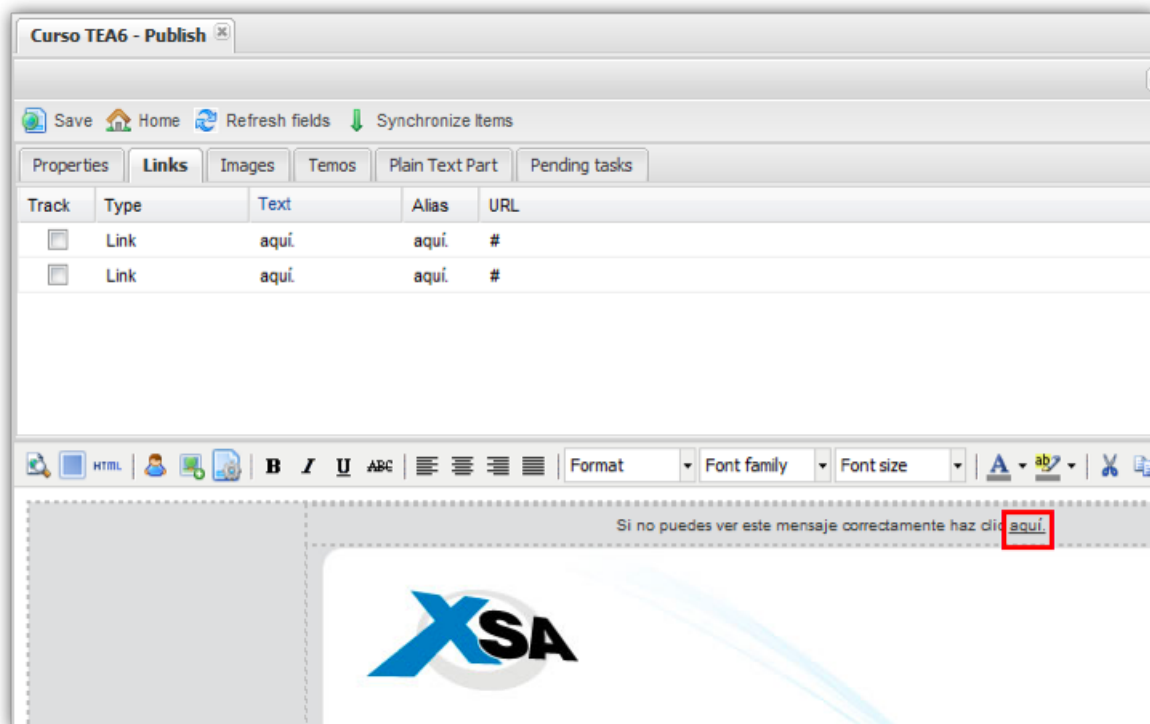 Curso TEA6 - Publish
Save Home Refresh fields Synchronize Items
Properties Links Images Temos Plain Text Part Pending tasks
Track Type Text Alias URL
Link aquí. aquí. #
Link aquí. aquí. #
HTML B I U ABC Format Font family Font size A ab
Si no puedes ver este mensaje correctamente haz clic aquí.
XSA